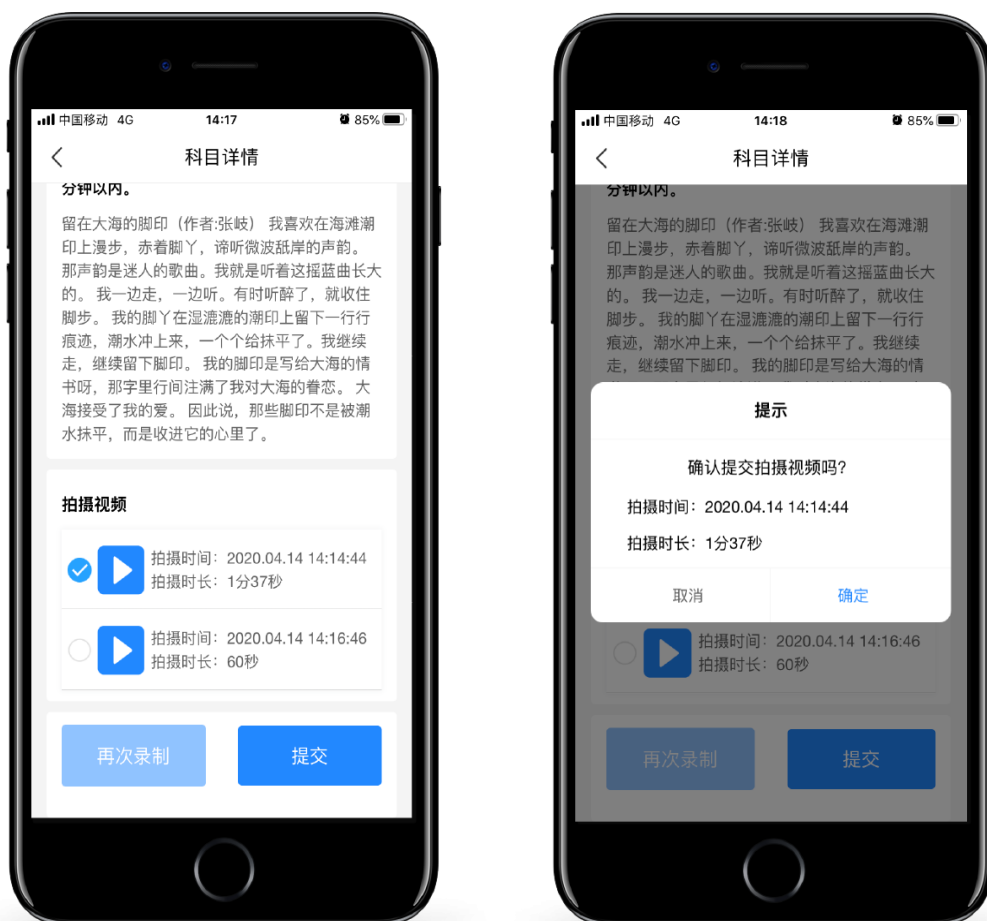 中国移动 4G 14:17 85%
科目详情
分钟以内。
留在大海的脚印（作者:张岐） 我喜欢在海滩潮
印上漫步，赤着脚丫，谛听微波舐岸的声韵。
那声韵是迷人的歌曲。我就是听着这摇蓝曲长大
的。 我一边走，一边听。有时听醉了，就收住
脚步。 我的脚丫在湿漉漉的潮印上留下一行行
痕迹，潮水冲上来，一个个给抹平了。我继续
走，继续留下脚印。 我的脚印是写给大海的情
书呀，那字里行间注满了我对大海的眷恋。 大
海接受了我的爱。 因此说，那些脚印不是被潮
水抹平，而是收进它的心里了。
拍摄视频
拍摄时间：2020.04.14 14:14:44
拍摄时长：1分37秒
拍摄时间：2020.04.14 14:16:46
拍摄时长：60秒
再次录制 提交
中国移动 4G 14:18 85%
科目详情
分钟以内。
留在大海的脚印（作者:张岐） 我喜欢在海滩潮
印上漫步，赤着脚丫，谛听微波舐岸的声韵。
那声韵是迷人的歌曲。我就是听着这摇蓝曲长大
的。 我一边走，一边听。有时听醉了，就收住
脚步。 我的脚丫在湿漉漉的潮印上留下一行行
痕迹，潮水冲上来，一个个给抹平了。我继续
走，继续留下脚印。 我的脚印是写给大海的情
提示
确认提交拍摄视频吗?
拍摄时间：2020.04.14 14:14:44
拍摄时长：1分37秒
取消 确定
拍摄时间：2020.04.14 14:16:46
拍摄时长：60秒
再次录制 提交